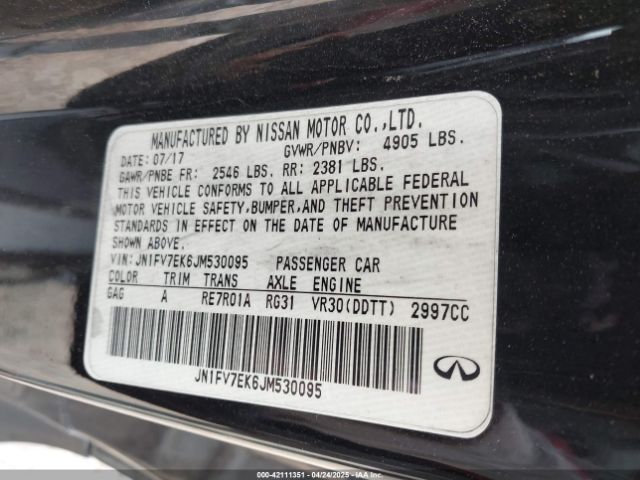 MANUFACTURED BY NISSAN MOTOR CO.,LTD.
DATE: 07/17 GVWR/PNBV: 4905 LBS.
GAWR/PNBE FR: 2546 LBS. RR: 2381 LBS.
THIS VEHICLE CONFORMS TO ALL APPLICABLE FEDERAL
MOTOR VEHICLE SAFETY,BUMPER,AND THEFT PREVENTION
STANDARDS IN EFFECT ON THE DATE OF MANUFACTURE
SHOWN ABOVE.
VIN: JN1FV7EK6JM530095 PASSENGER CAR
COLOR TRIM TRANS AXLE ENGINE
GAG A RE7R01A RG31 VR30(DDTT) 2997CC
JN1FV7EK6JM530095
INFINITI
000-42111351 | 04/24/2025 - IAAI.COM